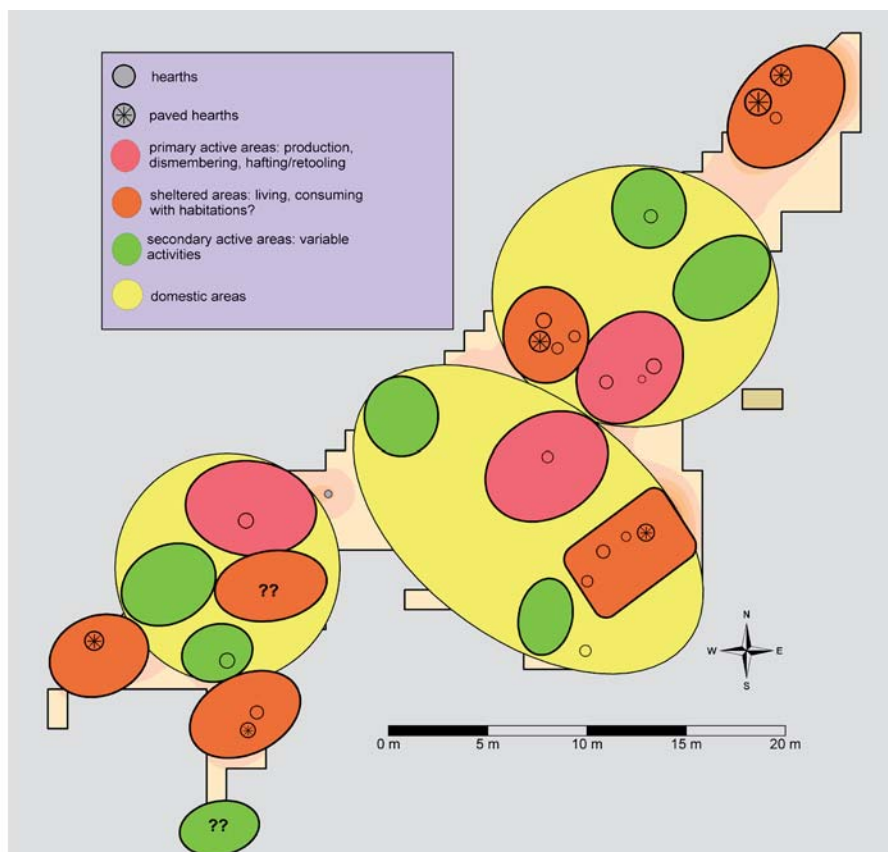 hearths
paved hearths
primary active areas: production,
dismembering, hafting/retooling
sheltered areas: living, consuming
with habitations?
secondary active areas: variable
activities
domestic areas
??
??
N
W E
S
0 m 5 m 10 m 15 m 20 m